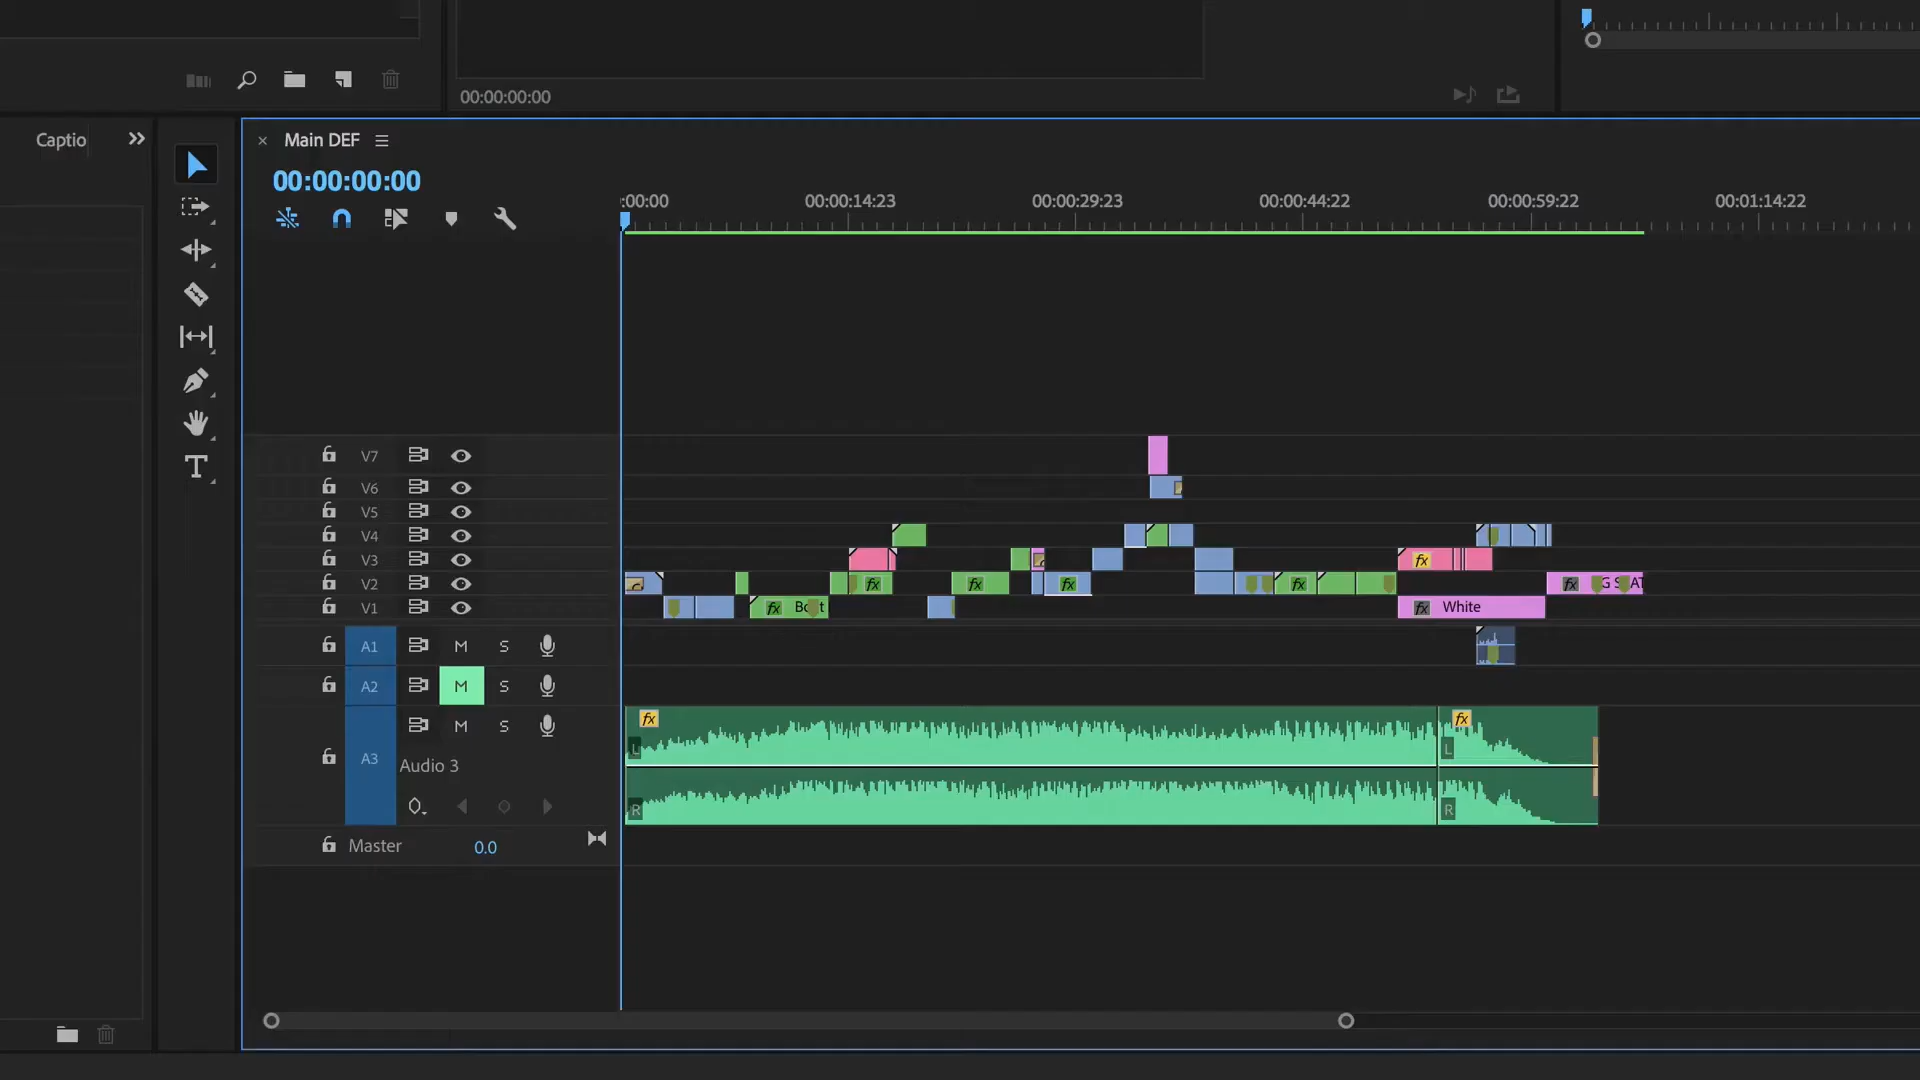 00:00:00:00
Captio
Main DEF
00:00:00:00
:00:00 00:00:14:23 00:00:29:23 00:00:44:22 00:00:59:22 00:01:14:22
V7
V6
V5
V4
V3 fx
V2 fx fx fx fx fx
V1 fx fx White
A1 M S
A2 M S
fx fx
M S
L L
A3
Audio 3
R R
Master 0.0